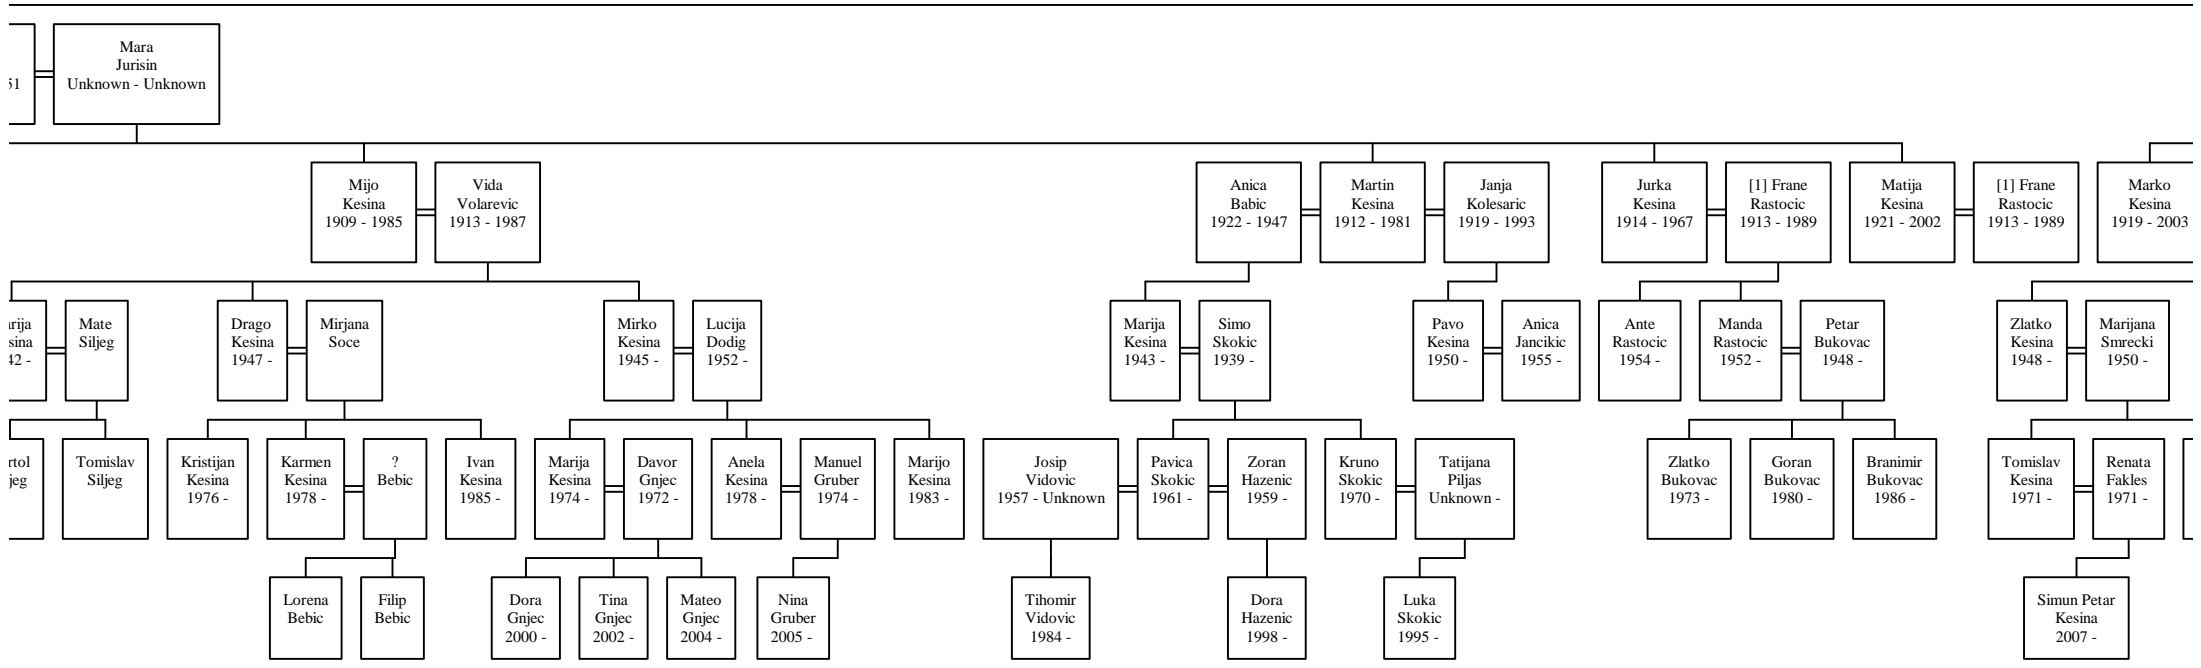 51
Mara
Jurisin
Unknown - Unknown
Mijo
Kesina
1909 - 1985
Vida
Volarevic
1913 - 1987
Anica
Babic
1922 - 1947
Martin
Kesina
1912 - 1981
Janja
Kolesaric
1919 - 1993
Jurka
Kesina
1914 - 1967
[1] Frane
Rastocic
1913 - 1989
Matija
Kesina
1921 - 2002
[1] Frane
Rastocic
1913 - 1989
Marko
Kesina
1919 - 2003
arija
sina
42 -
Mate
Siljeg
Drago
Kesina
1947 -
Mirjana
Soce
Mirko
Kesina
1945 -
Lucija
Dodig
1952 -
Marija
Kesina
1943 -
Simo
Skokic
1939 -
Pavo
Kesina
1950 -
Anica
Jancikic
1955 -
Ante
Rastocic
1954 -
Manda
Rastocic
1952 -
Petar
Bukovac
1948 -
Zlatko
Kesina
1948 -
Marijana
Smrecki
1950 -
rtol
jeg
Tomislav
Siljeg
Kristijan
Kesina
1976 -
Karmen
Kesina
1978 -
?
Bebic
Ivan
Kesina
1985 -
Marija
Kesina
1974 -
Davor
Gnjec
1972 -
Anela
Kesina
1978 -
Manuel
Gruber
1974 -
Marijo
Kesina
1983 -
Josip
Vidovic
1957 - Unknown
Pavica
Skokic
1961 -
Zoran
Hazenic
1959 -
Kruno
Skokic
1970 -
Tatijana
Piljas
Unknown -
Zlatko
Bukovac
1973 -
Goran
Bukovac
1980 -
Branimir
Bukovac
1986 -
Tomislav
Kesina
1971 -
Renata
Fakles
1971 -
Lorena
Bebic
Filip
Bebic
Dora
Gnjec
2000 -
Tina
Gnjec
2002 -
Mateo
Gnjec
2004 -
Nina
Gruber
2005 -
Tihomir
Vidovic
1984 -
Dora
Hazenic
1998 -
Luka
Skokic
1995 -
Simun Petar
Kesina
2007 -